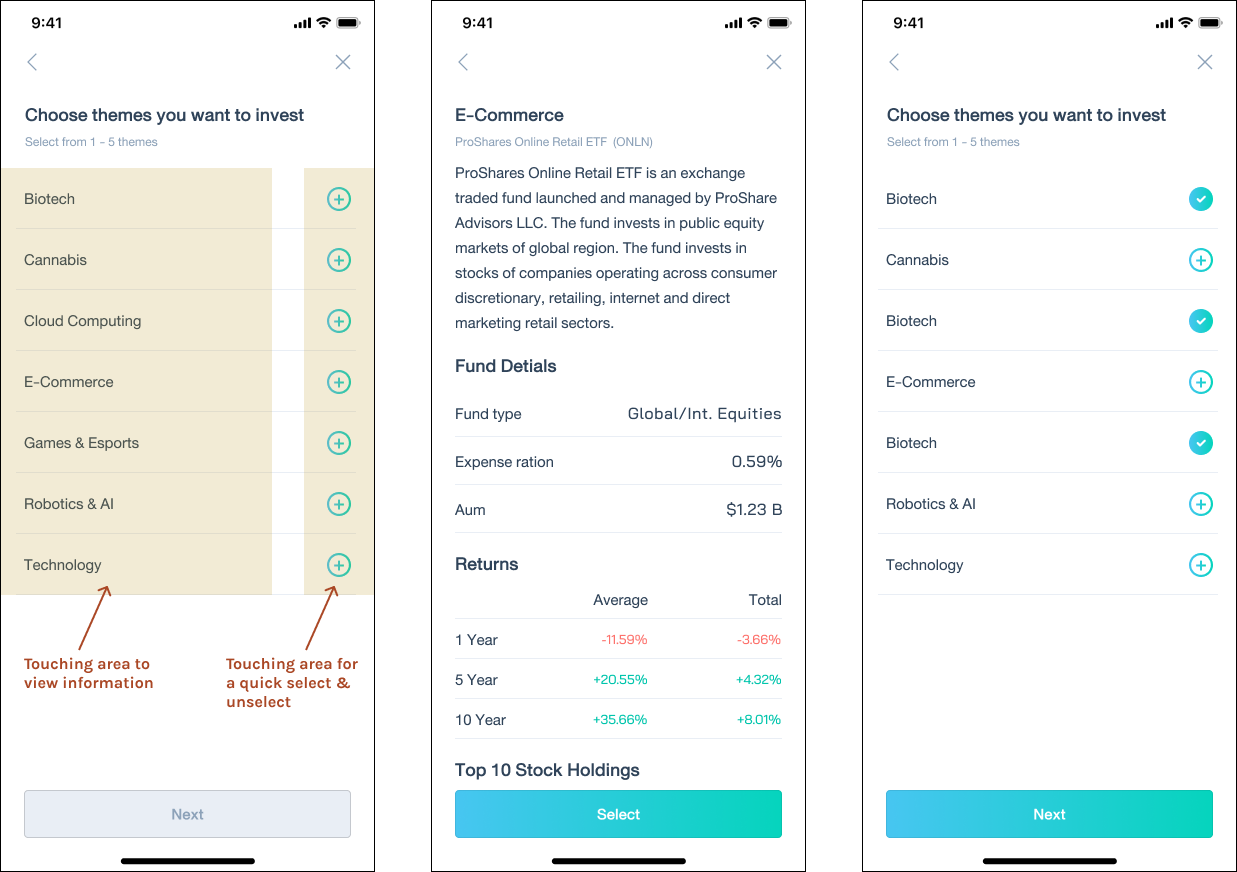 9:41
Choose themes you want to invest
Select from 1 - 5 themes
Biotech
Cannabis
Cloud Computing
E-Commerce
Games & Esports
Robotics & AI
Technology
Touching area to
view information
Touching area for
a quick select &
unselect
Next
9:41
E-Commerce
ProShares Online Retail ETF (ONLN)
ProShares Online Retail ETF is an exchange
traded fund launched and managed by ProShare
Advisors LLC. The fund invests in public equity
markets of global region. The fund invests in
stocks of companies operating across consumer
discretionary, retailing, internet and direct
marketing retail sectors.
Fund Detials
Fund type Global/Int. Equities
Expense ration 0.59%
Aum $1.23 B
Returns
Average Total
1 Year -11.59% -3.66%
5 Year +20.55% +4.32%
10 Year +35.66% +8.01%
Top 10 Stock Holdings
Select
9:41
Choose themes you want to invest
Select from 1 - 5 themes
Biotech
Cannabis
Biotech
E-Commerce
Biotech
Robotics & AI
Technology
Next